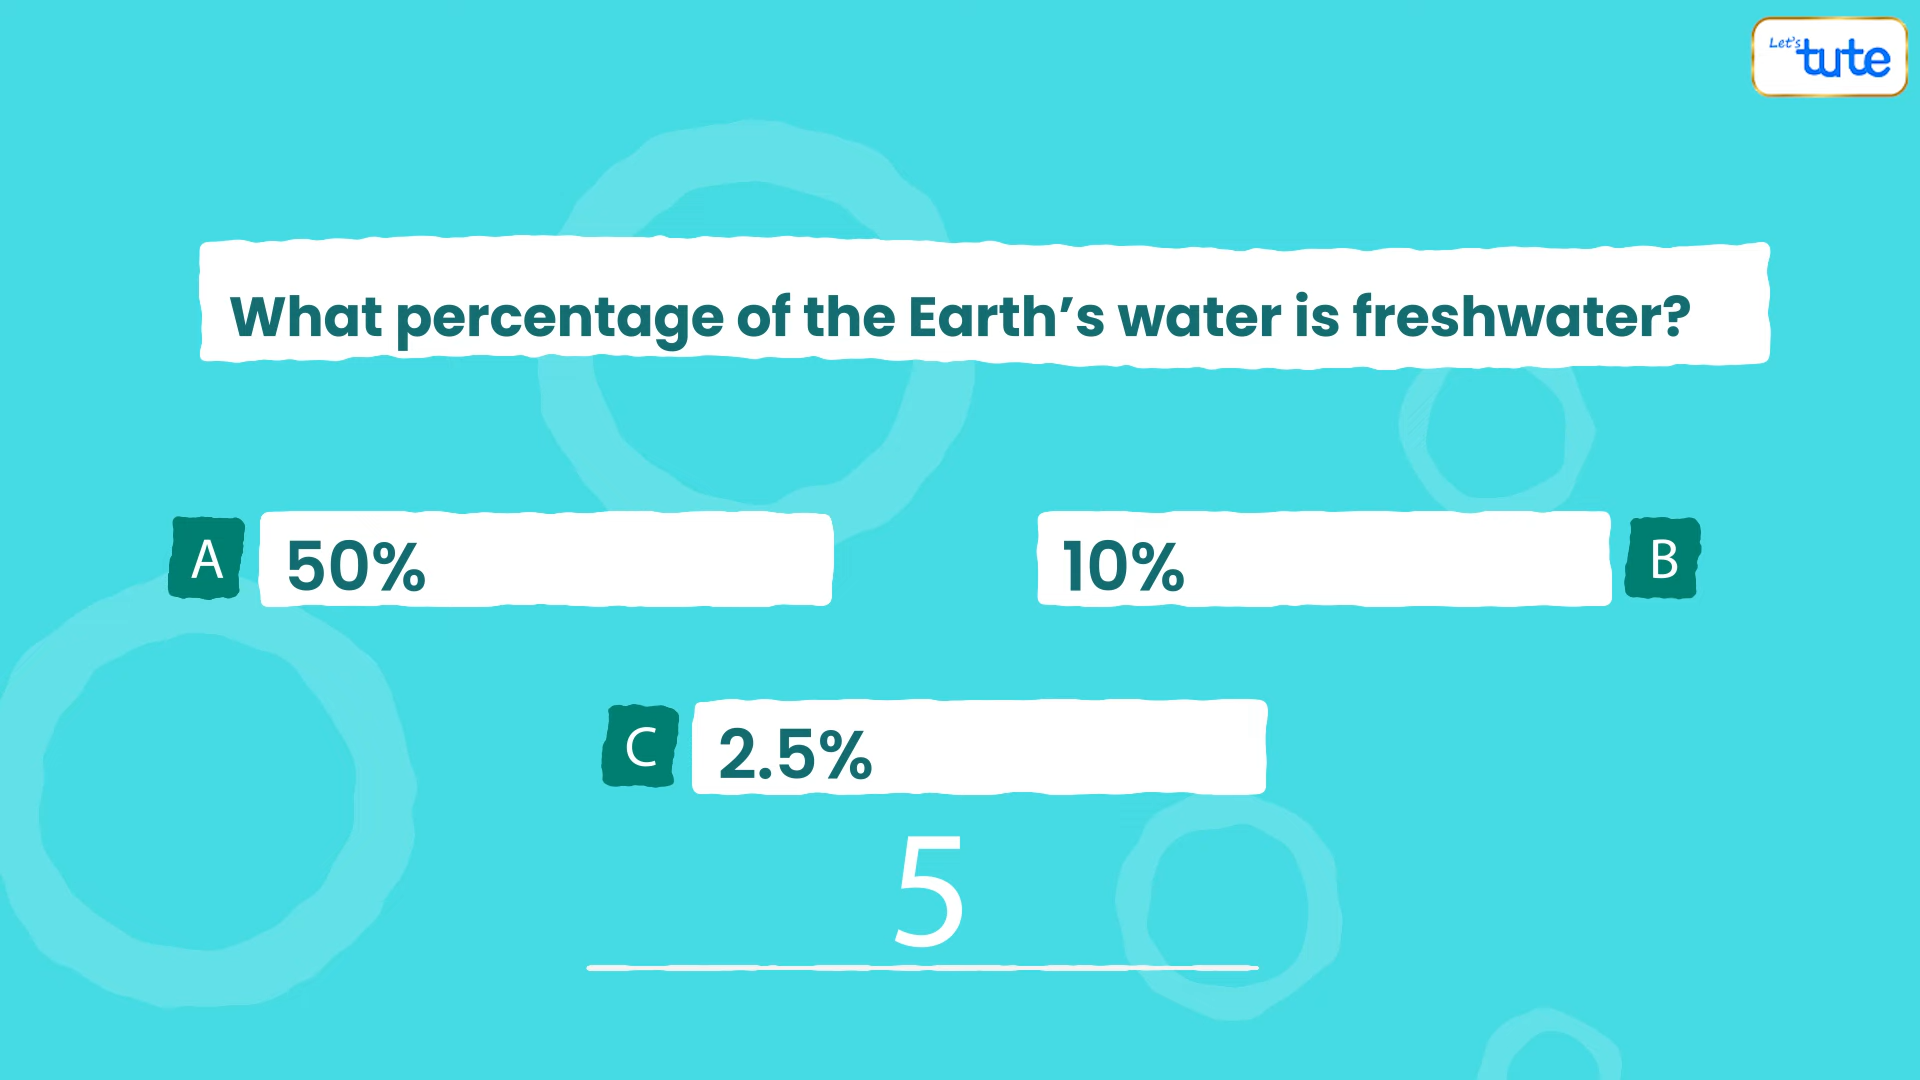 Let's tute
What percentage of the Earth’s water is freshwater?
A 50%
10% B
C 2.5%
5